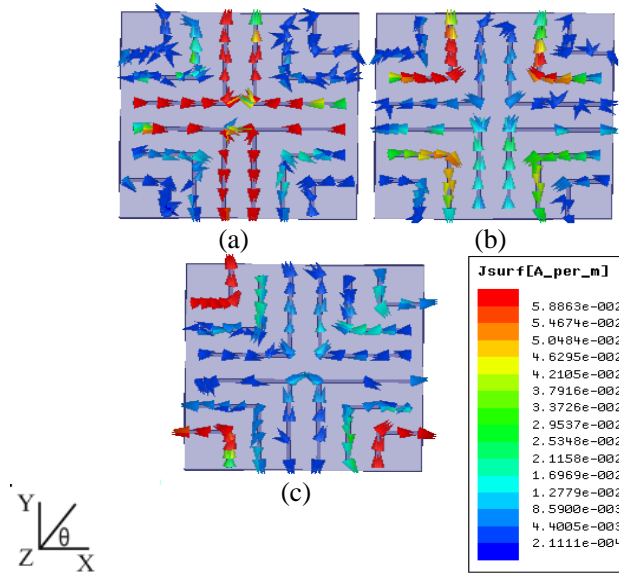 (a)
(b)
(c)
Jsurf[A_per_m]
5.8863e-002
5.4674e-002
5.0484e-002
4.6295e-002
4.2105e-002
3.7916e-002
3.3726e-002
2.9537e-002
2.5348e-002
2.1158e-002
1.6969e-002
1.2779e-002
8.5900e-003
4.4005e-003
2.1111e-004
Y
θ
Z
X